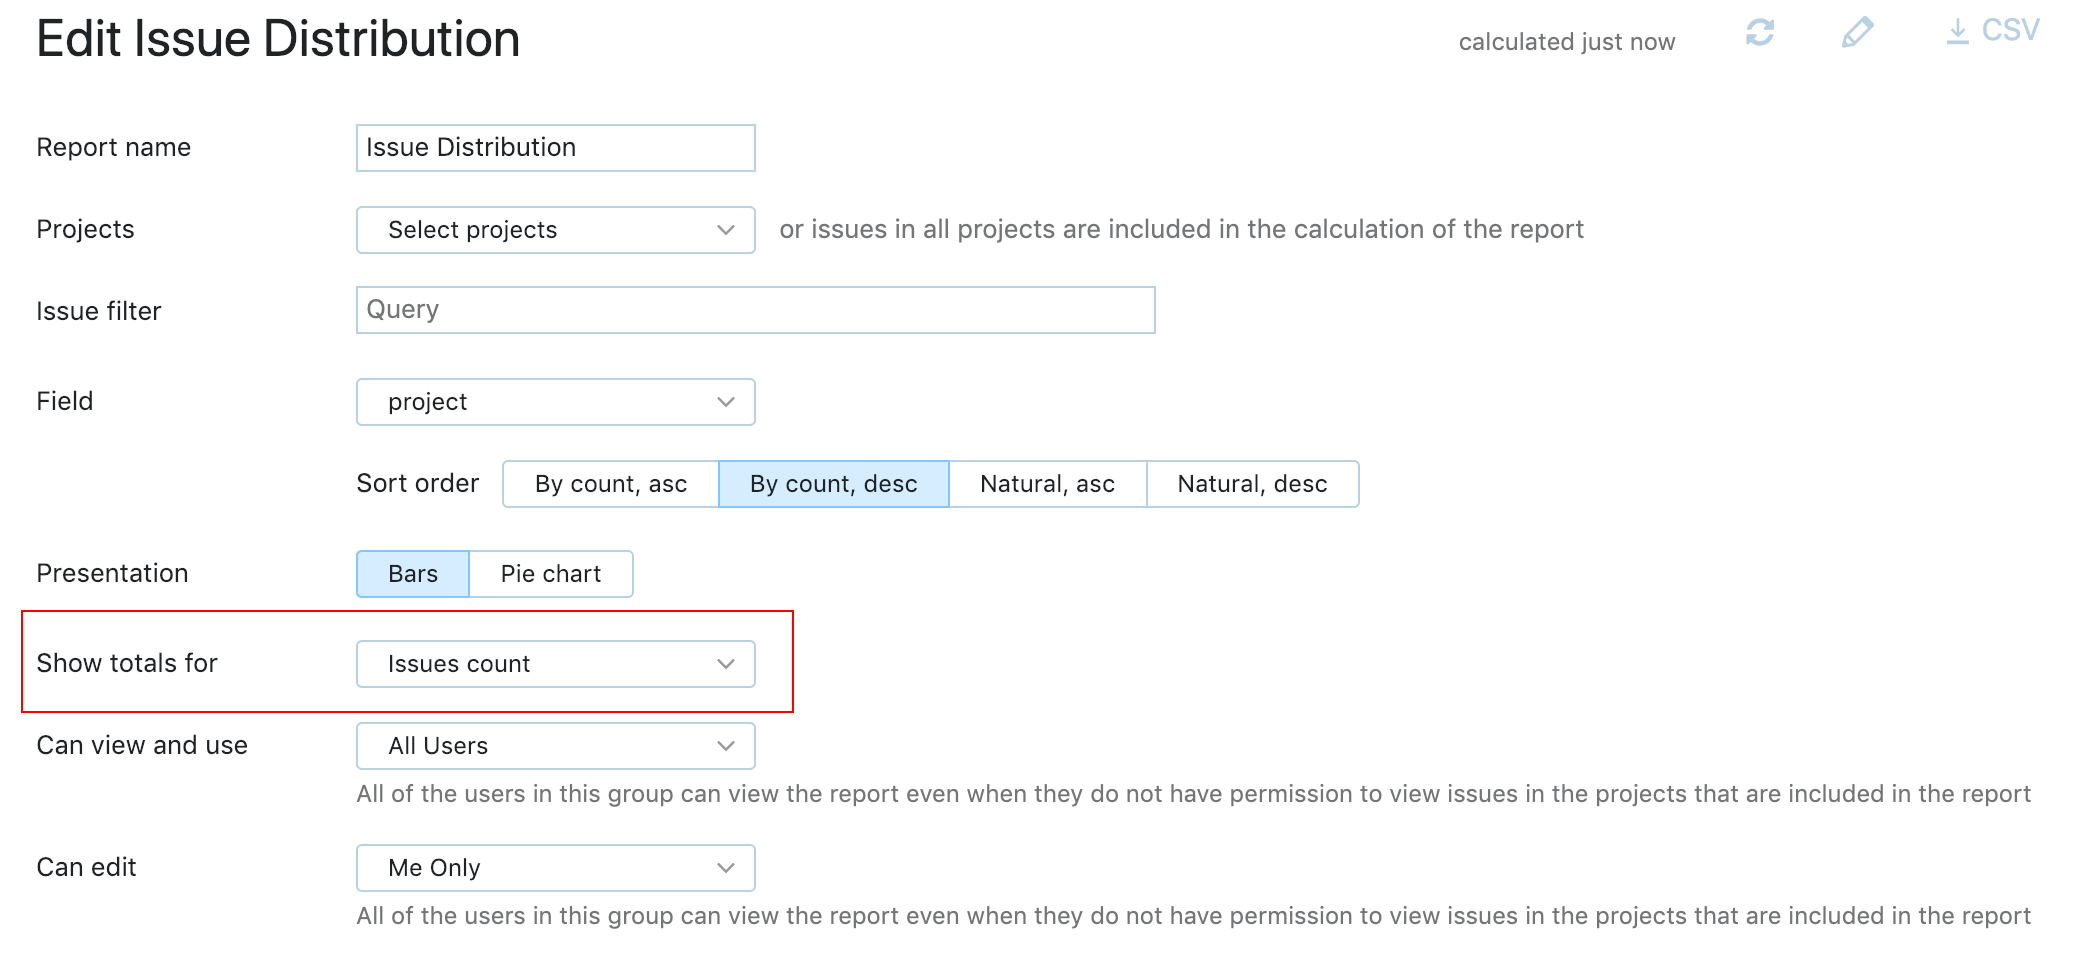 Edit Issue Distribution
calculated just now
CSV
Report name
Issue Distribution
Projects
Select projects
or issues in all projects are included in the calculation of the report
Issue filter
Query
Field
project
Sort order
By count, asc
By count, desc
Natural, asc
Natural, desc
Presentation
Bars
Pie chart
Show totals for
Issues count
Can view and use
All Users
All of the users in this group can view the report even when they do not have permission to view issues in the projects that are included in the report
Can edit
Me Only
All of the users in this group can view the report even when they do not have permission to view issues in the projects that are included in the report